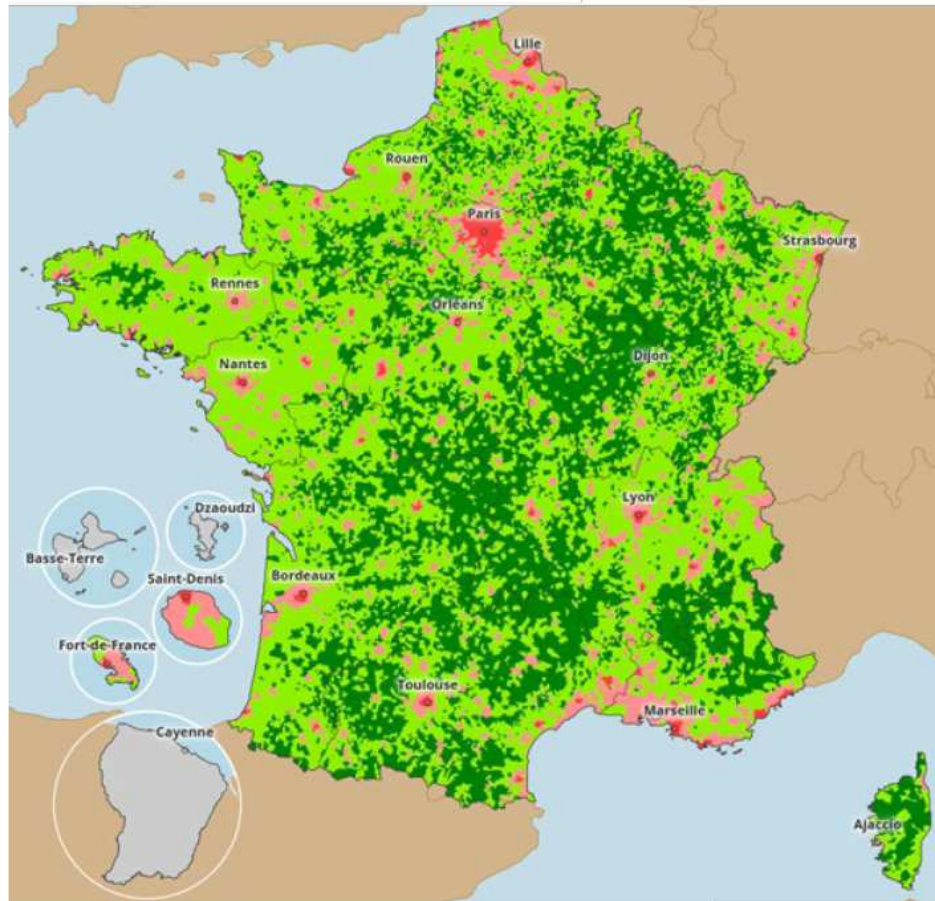 Lille
Rouen
Paris
Strasbourg
Rennes
Orléans
Dijon
Nantes
Lyon
Dzaoudzi
Basse-Terre
Saint-Denis
Bordeaux
Fort-de-France
Toulouse
Marseille
Cayenne
Ajaccio